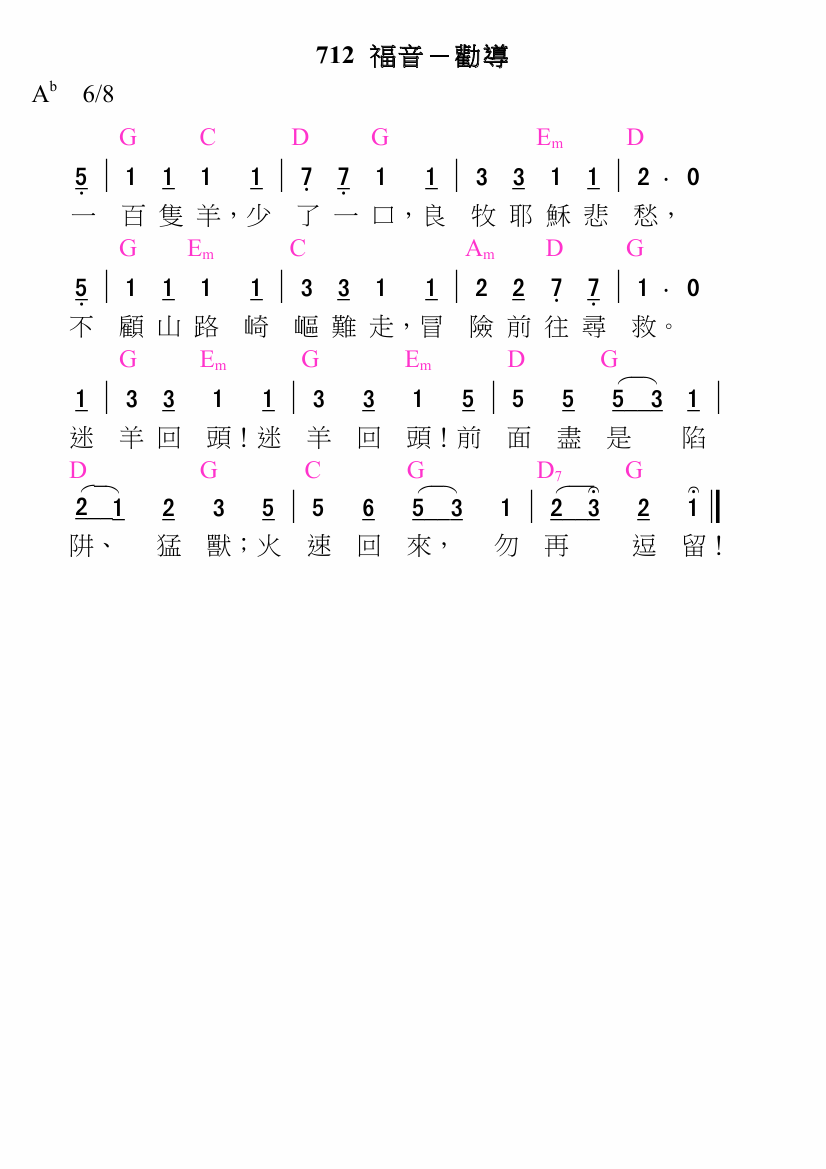 712 福音－勸導
A♭ 6/8
G C D G Em D
5̣ | 1 1 1 1 | 7̣ 7̣ 1 1 | 3 3 1 1 | 2 . 0
一 百 隻 羊，少 了 一 口，良 牧 耶 穌 悲 愁，
G Em C Am D G
5̣ | 1 1 1 1 | 3 3 1 1 | 2 2 7̣ 7̣ | 1 . 0
不 顧 山 路 崎 嶇 難 走，冒 險 前 往 尋 救。
G Em G Em D G
1 | 3 3 1 1 | 3 3 1 5 | 5 5 5 3 1 |
迷 羊 回 頭！迷 羊 回 頭！前 面 盡 是 陷
D G C G D7 G
2 1 2 3 5 | 5 6 5 3 1 | 2 3 2 1 ‖
阱、 猛 獸；火 速 回 來， 勿 再 逗 留！